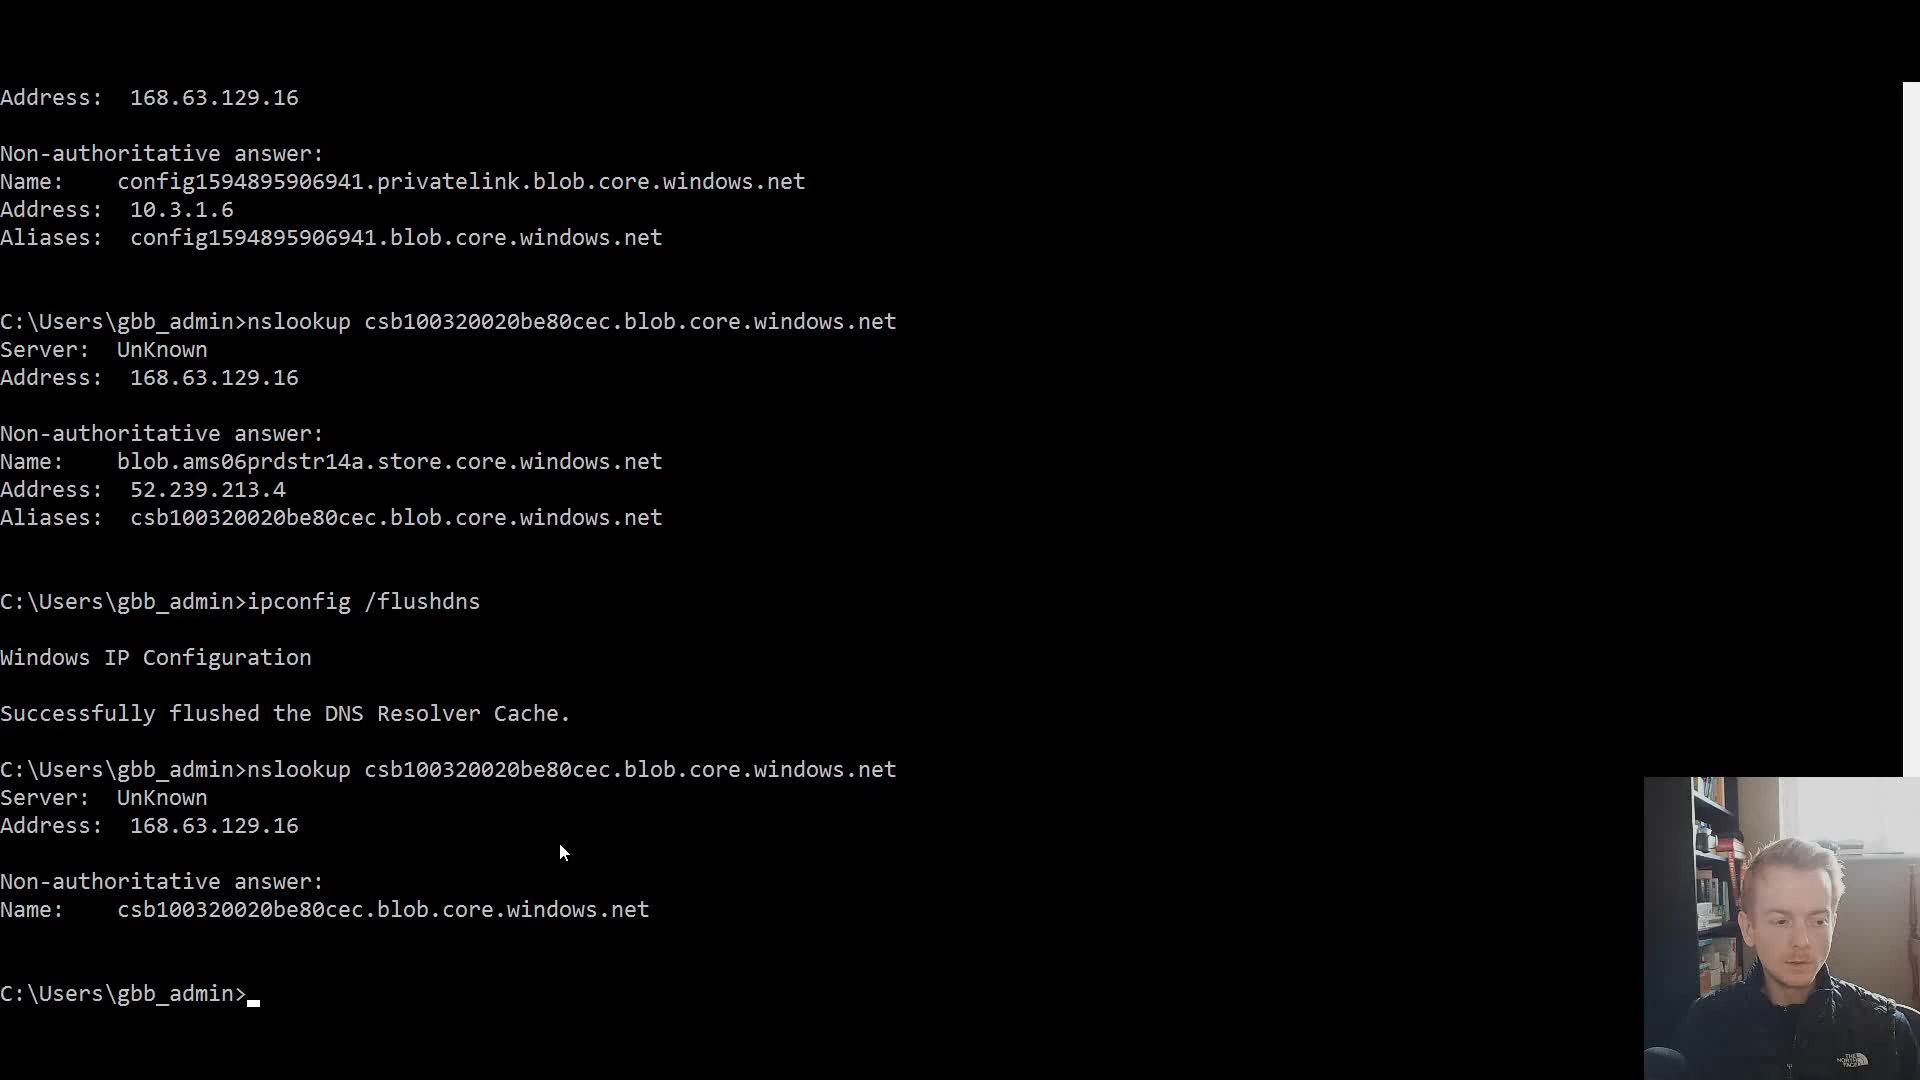 Address:  168.63.129.16
Non-authoritative answer:
Name:    config1594895906941.privatelink.blob.core.windows.net
Address:  10.3.1.6
Aliases:  config1594895906941.blob.core.windows.net
C:\Users\gbb_admin>nslookup csb100320020be80cec.blob.core.windows.net
Server:  UnKnown
Address:  168.63.129.16
Non-authoritative answer:
Name:    blob.ams06prdstr14a.store.core.windows.net
Address:  52.239.213.4
Aliases:  csb100320020be80cec.blob.core.windows.net
C:\Users\gbb_admin>ipconfig /flushdns
Windows IP Configuration
Successfully flushed the DNS Resolver Cache.
C:\Users\gbb_admin>nslookup csb100320020be80cec.blob.core.windows.net
Server:  UnKnown
Address:  168.63.129.16
Non-authoritative answer:
Name:    csb100320020be80cec.blob.core.windows.net
C:\Users\gbb_admin>
THE
NORTH
FACE